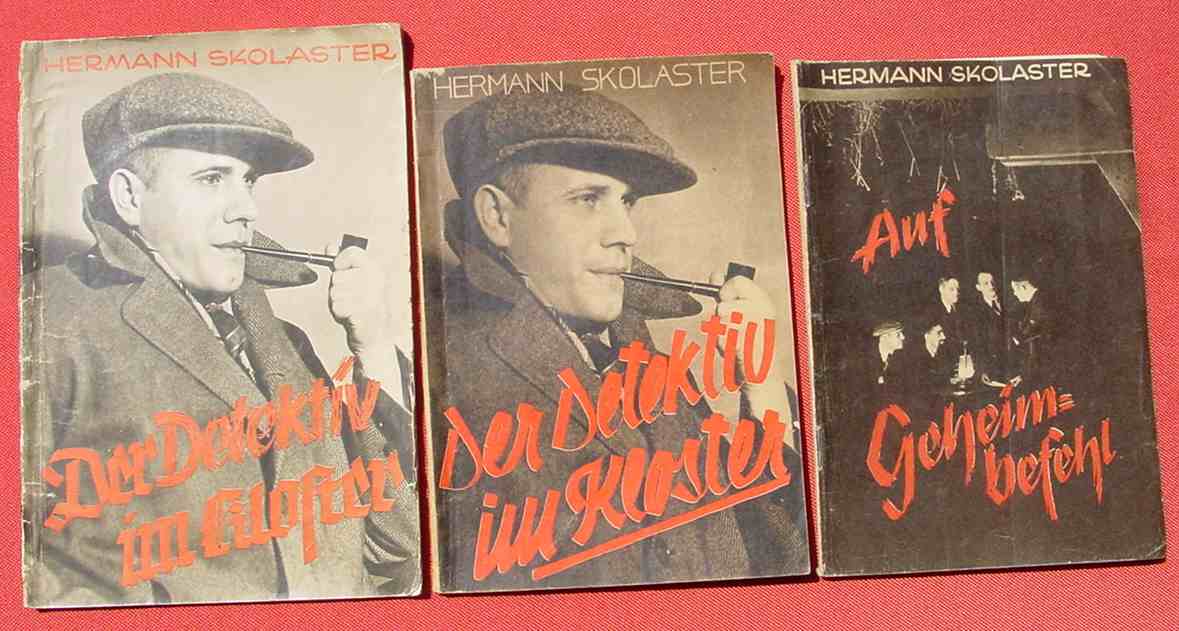 HERMANN SKOLASTER
Der Detektiv
im Kloster
HERMANN SKOLASTER
Der Detektiv
im Kloster
HERMANN SKOLASTER
Auf
Geheim=
befehl